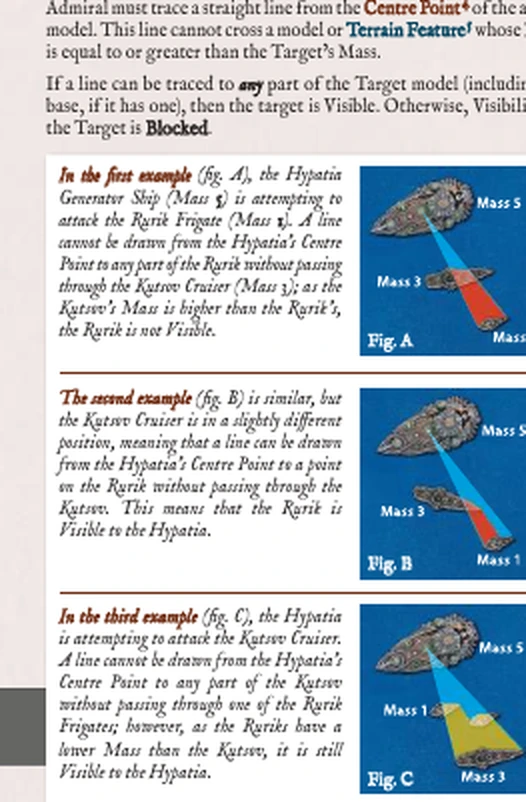 Admiral must trace a straight line from the Centre Point of the a
model. This line cannot cross a model or Terrain Feature whose
is equal to or greater than the Target's Mass.
If a line can be traced to any part of the Target model (includin
base, if it has one), then the target is Visible. Otherwise, Visibili
the Target is Blocked.
In the first example (fig. A), the Hypatia
Generator Ship (Mass 5) is attempting to
attack the Rurik Frigate (Mass 1). A line
cannot be drawn from the Hypatia's Centre
Point to any part of the Rurik without passing
through the Kutsov Cruiser (Mass 3); as the
Kutsov's Mass is higher than the Rurik's,
the Rurik is not Visible.
Mass 5
Mass 3
Mass
Fig. A
The second example (fig. B) is similar, but
the Kutsov Cruiser is in a slightly different
position, meaning that a line can be drawn
from the Hypatia's Centre Point to a point
on the Rurik without passing through the
Kutsov. This means that the Rurik is
Visible to the Hypatia.
Mass 5
Mass 3
Mass 1
Fig. B
In the third example (fig. C), the Hypatia
is attempting to attack the Kutsov Cruiser.
A line cannot be drawn from the Hypatia's
Centre Point to any part of the Kutsov
without passing through one of the Rurik
Frigates; however, as the Ruriks have a
lower Mass than the Kutsov, it is still
Visible to the Hypatia.
Mass 5
Mass 1
Mass 3
Fig. C